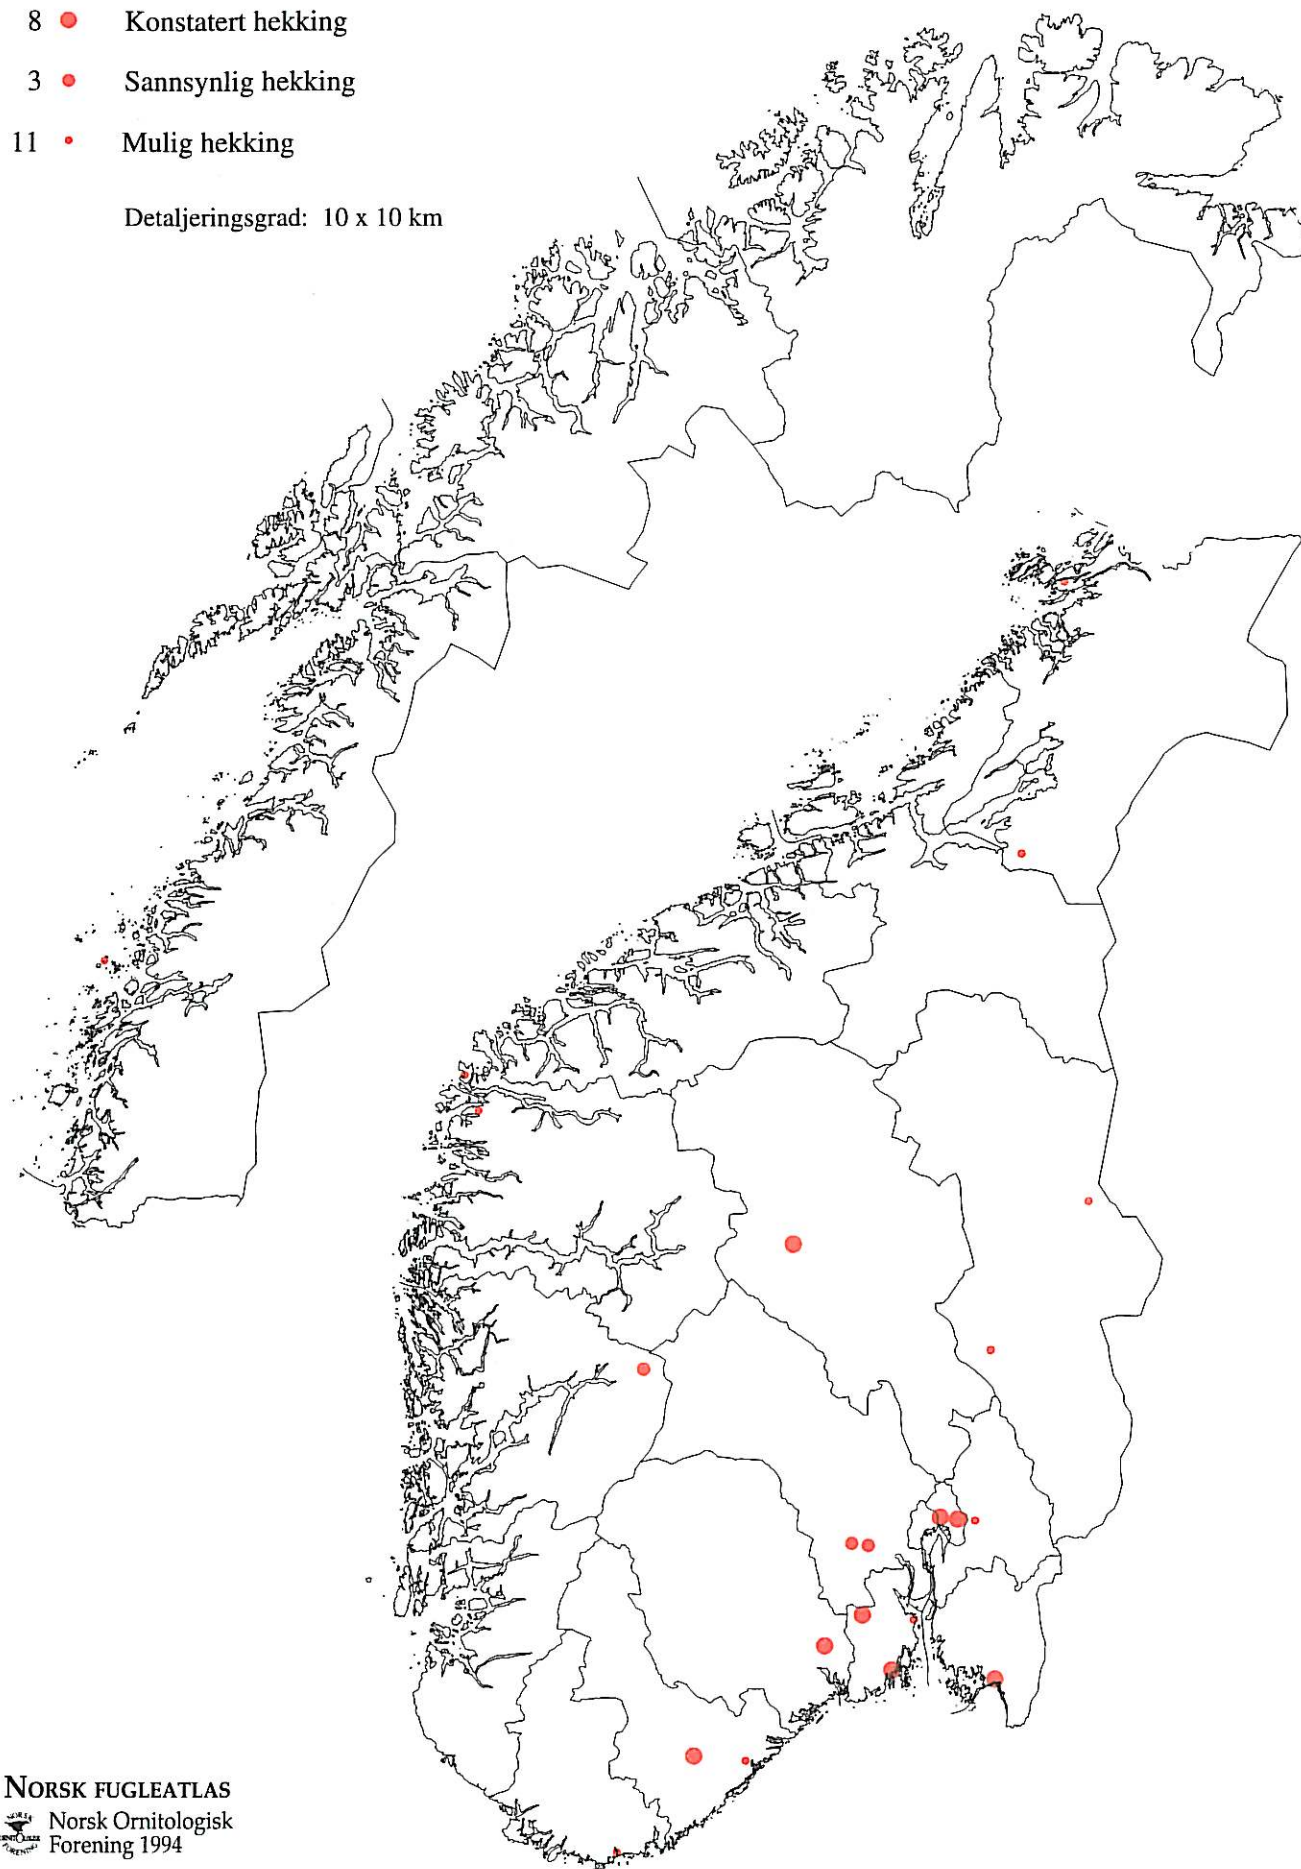 8 Konstatert hekking
3 Sannsynlig hekking
11 Mulig hekking
Detaljeringsgrad: 10 x 10 km
NORSK FUGLEATLAS
Norsk Ornitologisk
Forening 1994